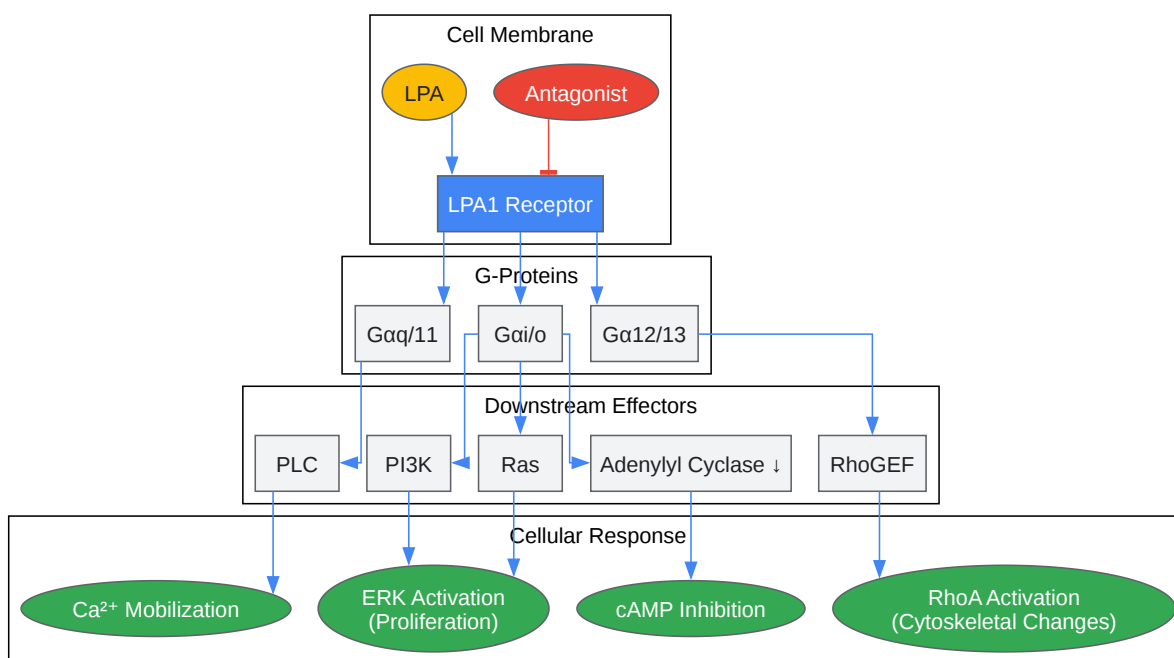 Cell Membrane
LPA
Antagonist
LPA1 Receptor
G-Proteins
Gαq/11
Gαi/o
Gα12/13
Downstream Effectors
PLC
PI3K
Ras
Adenylyl Cyclase ↓
RhoGEF
Cellular Response
Ca²⁺ Mobilization
ERK Activation
(Proliferation)
cAMP Inhibition
RhoA Activation
(Cytoskeletal Changes)